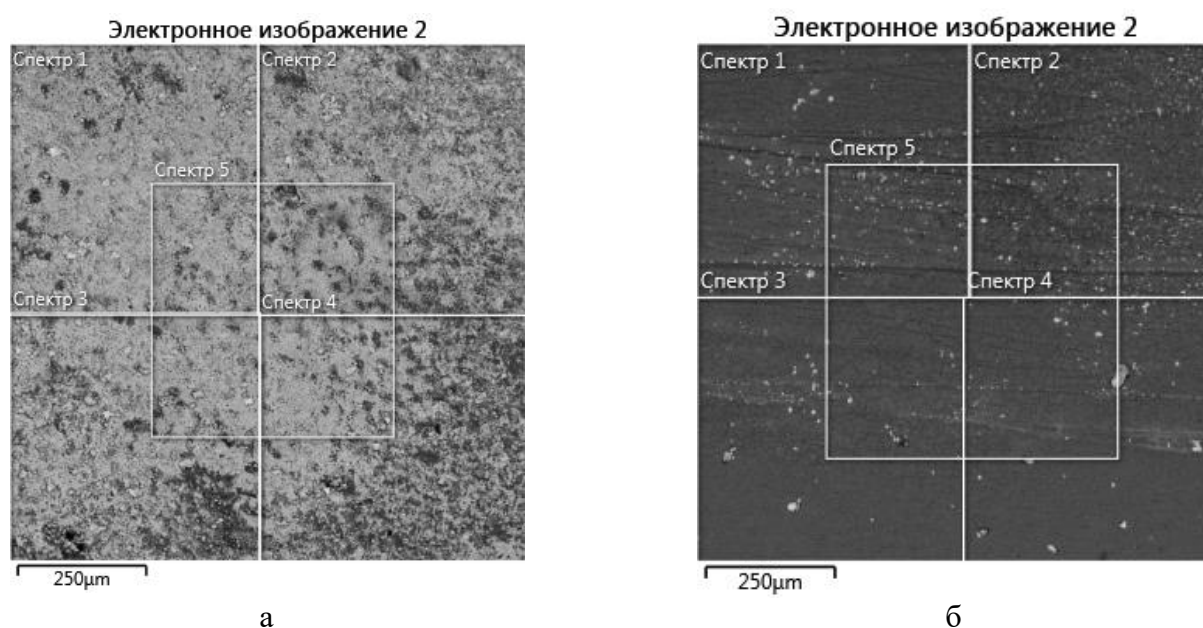 Электронное изображение 2
Спектр 1
Спектр 2
Спектр 5
Спектр 3
Спектр 4
250μm
а
Электронное изображение 2
Спектр 1
Спектр 2
Спектр 5
Спектр 3
Спектр 4
250μm
б